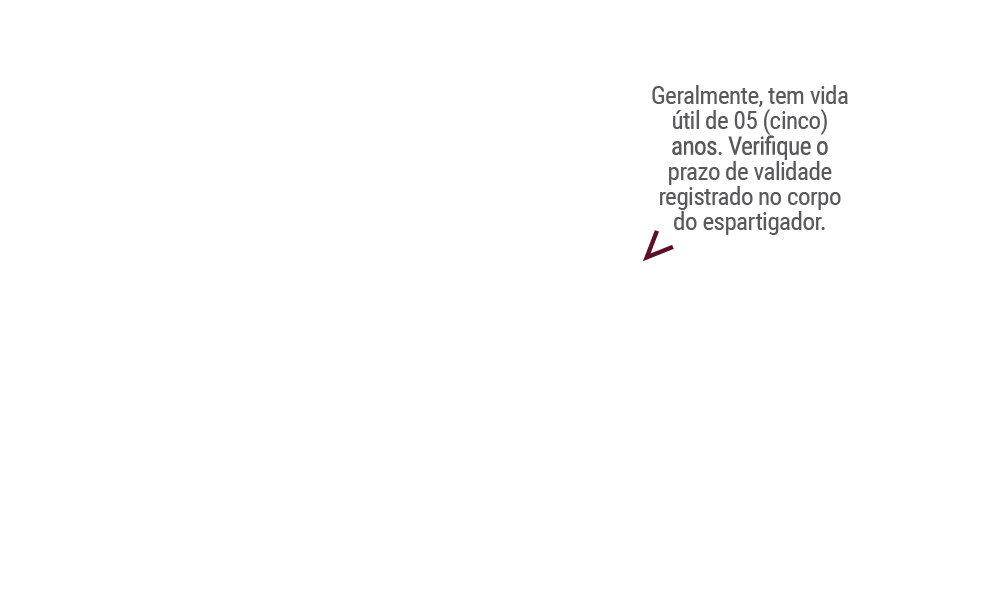 Geralmente, tem vida
útil de 05 (cinco)
anos. Verifique o
prazo de validade
registrado no corpo
do espartigador.